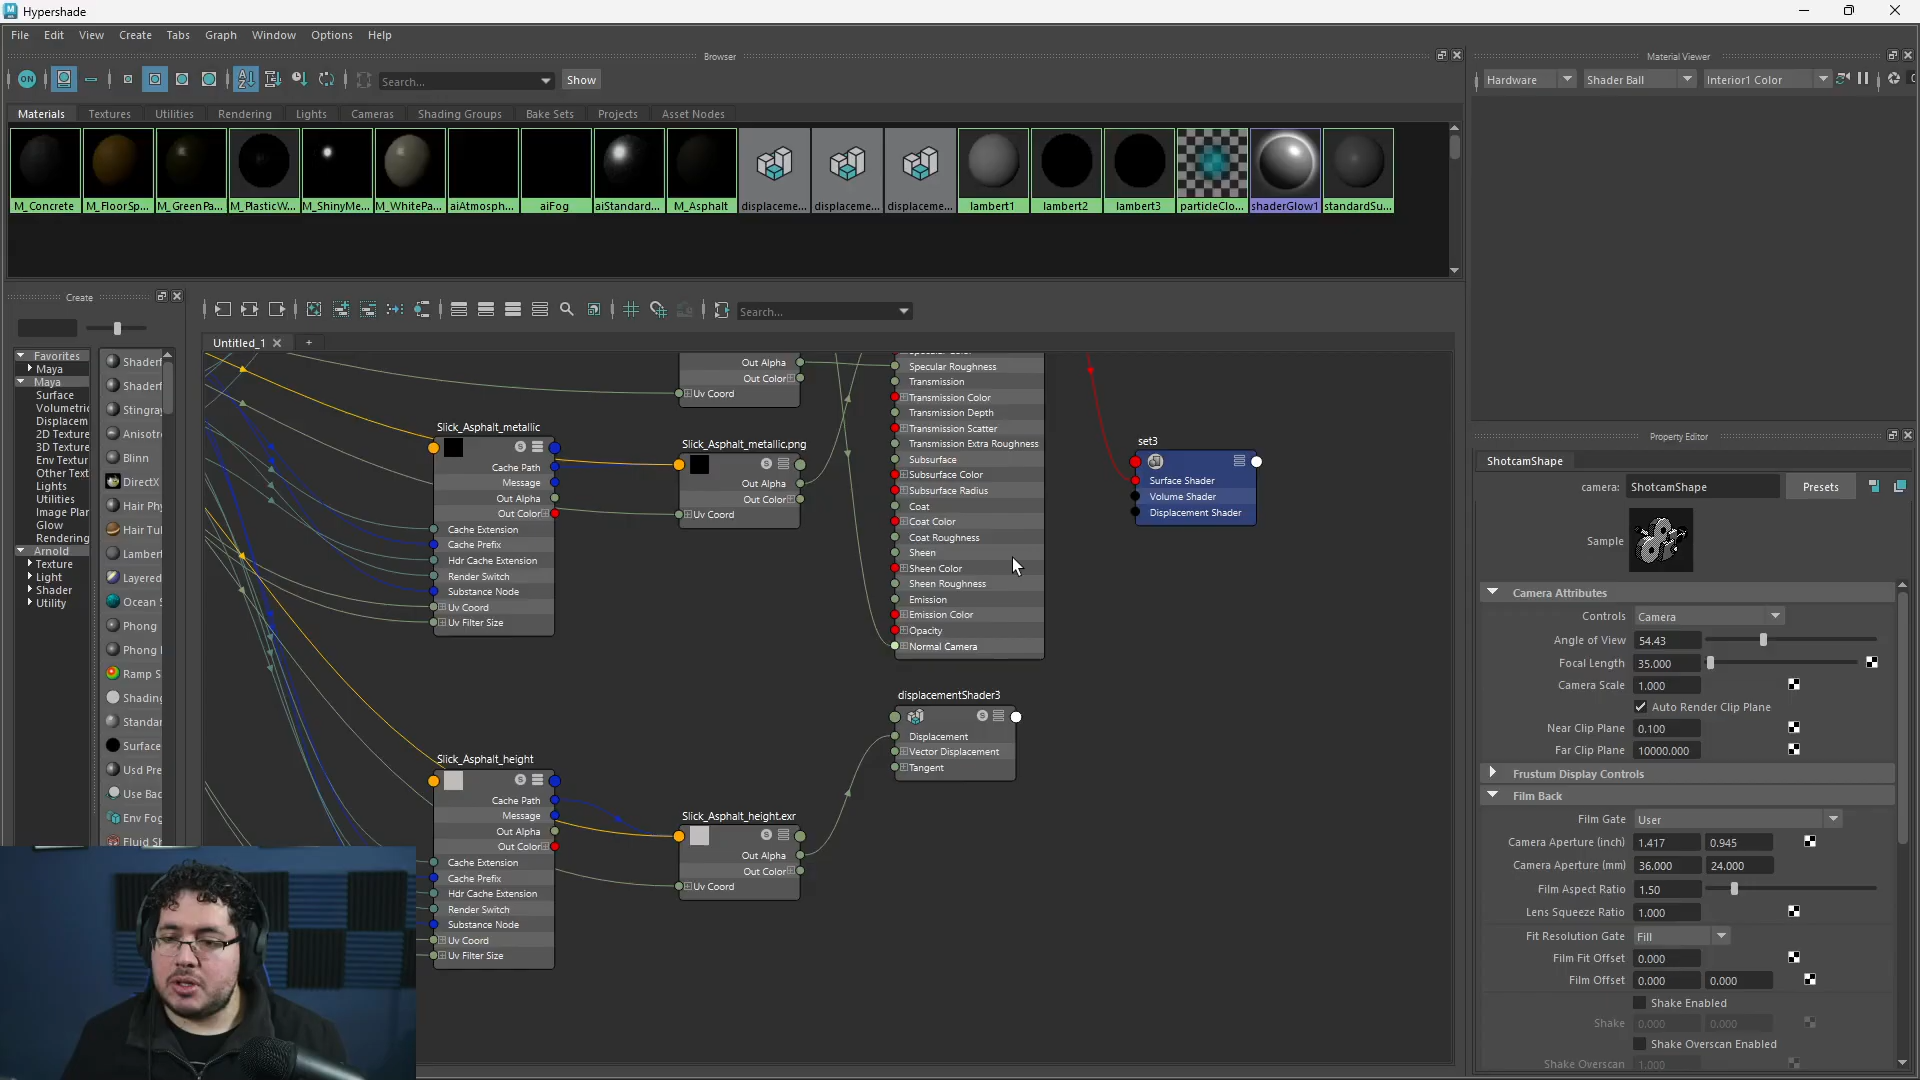 Hypershade
File Edit View Create Tabs Graph Window Options Help
Browser
Material Viewer
ON
Search...
Show
Hardware
Shader Ball
Interior1 Color
Materials Textures Utilities Rendering Lights Cameras Shading Groups Bake Sets Projects Asset Nodes
M_Concrete M_FloorSp... M_GreenPa... M_PlasticW... M_ShinyMe... M_WhitePa... aiAtmosph... aiFog aiStandard... M_Asphalt displaceme... displaceme... displaceme... lambert1 lambert2 lambert3 particleClo... shaderGlow1 standardSu...
Create
Search...
Untitled_1
+
Favorites
Maya
Maya
Surface
Volumetric
Displacem
2D Texture
3D Texture
Env Textur
Other Text
Lights
Utilities
Image Plan
Glow
Rendering
Arnold
Texture
Light
Shader
Utility
Shaderf
Shaderf
Stingray
Anisotro
Blinn
DirectX
Hair Phy
Hair Tub
Lambert
Layered
Ocean S
Phong
Phong E
Ramp S
Shading
Standar
Surface
Usd Pre
Use Bac
Env Fog
Fluid Sh
Out Alpha
Out Color
Uv Coord
Slick_Asphalt_metallic
Cache Path
Message
Out Alpha
Out Color
Cache Extension
Cache Prefix
Hdr Cache Extension
Render Switch
Substance Node
Uv Coord
Uv Filter Size
Slick_Asphalt_metallic.png
Out Alpha
Out Color
Uv Coord
Specular Color
Specular Roughness
Transmission
Transmission Color
Transmission Depth
Transmission Scatter
Transmission Extra Roughness
Subsurface
Subsurface Color
Subsurface Radius
Coat
Coat Color
Coat Roughness
Sheen
Sheen Color
Sheen Roughness
Emission
Emission Color
Opacity
Normal Camera
set3
Surface Shader
Volume Shader
Displacement Shader
displacementShader3
Displacement
Vector Displacement
Tangent
Slick_Asphalt_height
Cache Path
Message
Out Alpha
Out Color
Cache Extension
Cache Prefix
Hdr Cache Extension
Render Switch
Substance Node
Uv Coord
Uv Filter Size
Slick_Asphalt_height.exr
Out Alpha
Out Color
Uv Coord
Property Editor
ShotcamShape
camera: ShotcamShape Presets
Sample
Camera Attributes
Controls Camera
Angle of View 54.43
Focal Length 35.000
Camera Scale 1.000
Auto Render Clip Plane
Near Clip Plane 0.100
Far Clip Plane 10000.000
Frustum Display Controls
Film Back
Film Gate User
Camera Aperture (inch) 1.417 0.945
Camera Aperture (mm) 36.000 24.000
Film Aspect Ratio 1.50
Lens Squeeze Ratio 1.000
Fit Resolution Gate Fill
Film Fit Offset 0.000
Film Offset 0.000 0.000
Shake Enabled
Shake 0.000 0.000
Shake Overscan Enabled
Shake Overscan 1.000